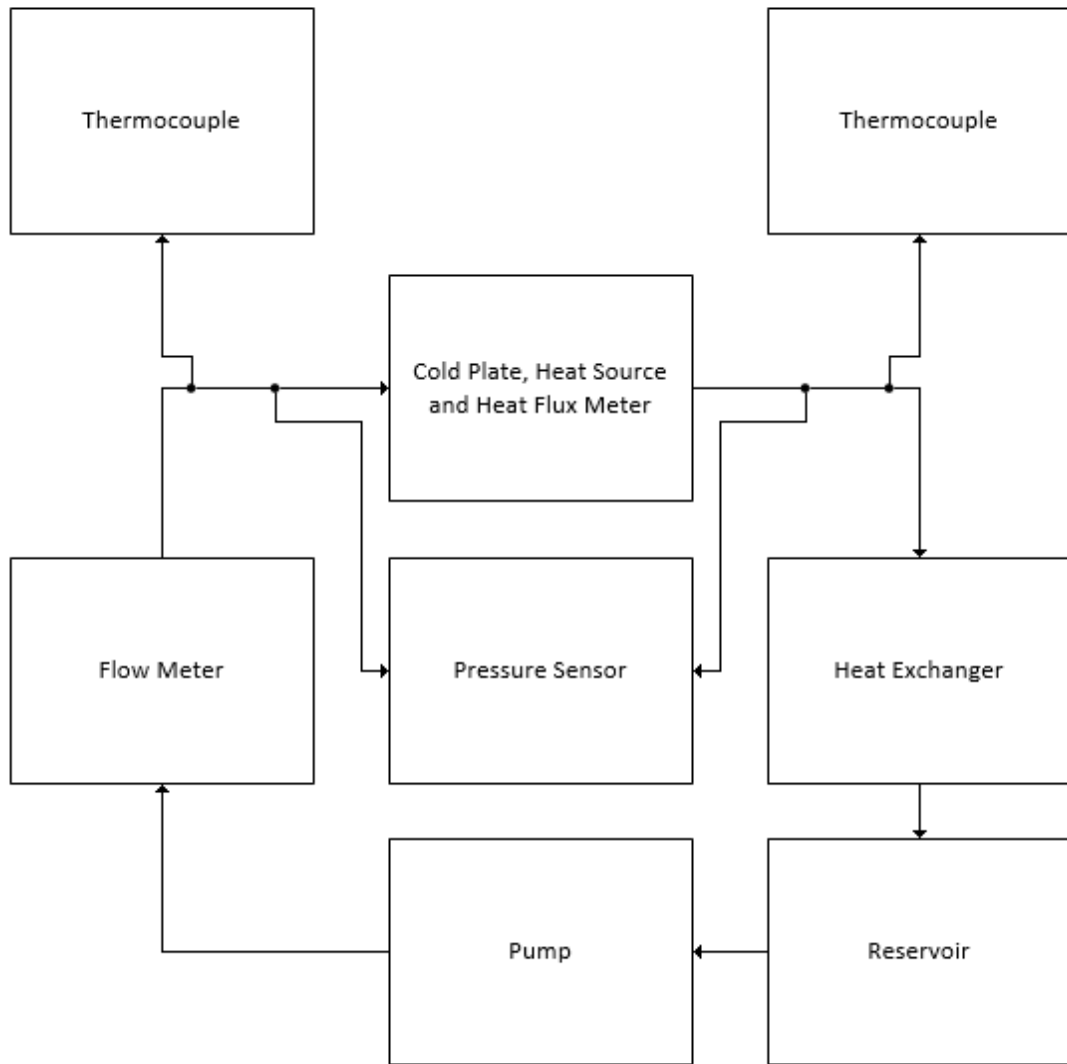 Thermocouple
Thermocouple
Cold Plate, Heat Source
and Heat Flux Meter
Flow Meter
Pressure Sensor
Heat Exchanger
Pump
Reservoir